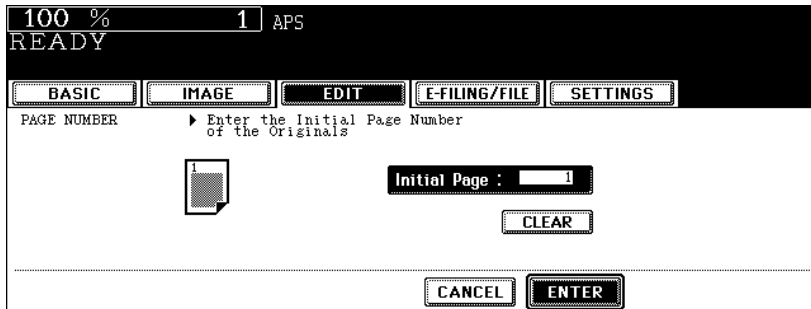 100 % 1 APS
READY
BASIC IMAGE EDIT E-FILING/FILE SETTINGS
PAGE NUMBER ▶ Enter the Initial Page Number
of the Originals
1
Initial Page : 1
CLEAR
CANCEL ENTER